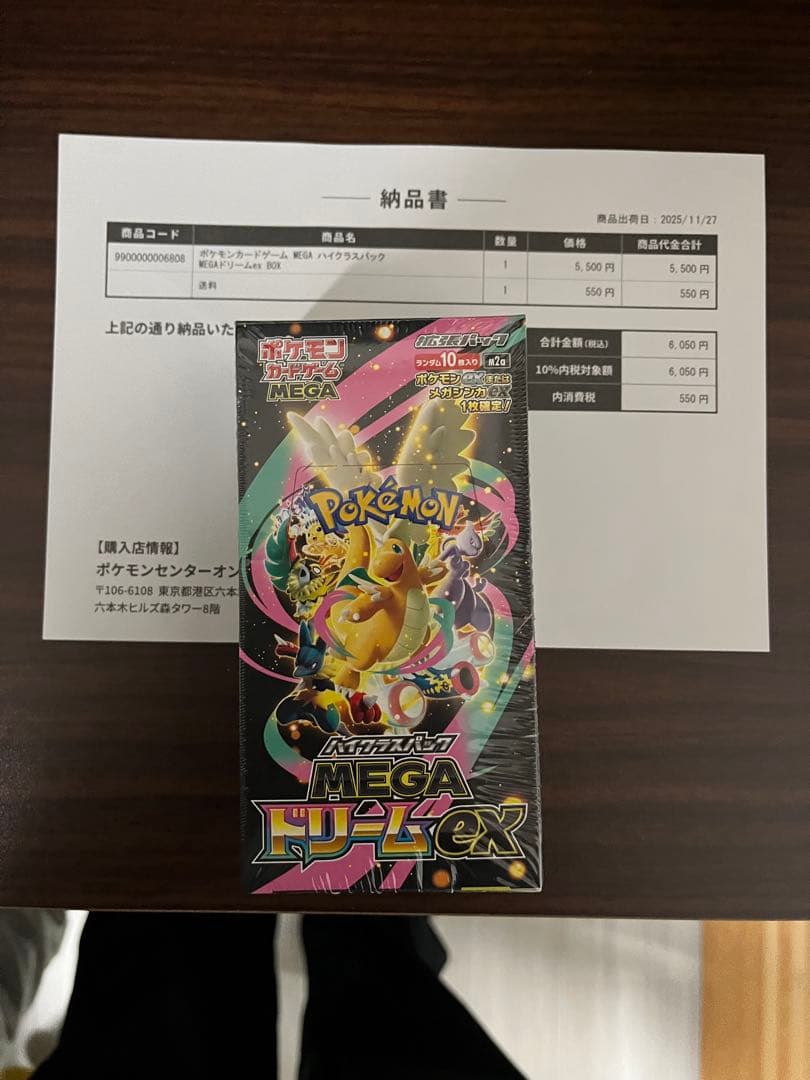 納品書
商品出荷日：2025/11/27
商品コード 商品名 数量 価格 商品代金合計
9900000006808 ポケモンカードゲーム MEGA ハイクラスパック 1 5,500 円 5,500 円
MEGAドリームex BOX
送料 1 550 円 550 円
上記の通り納品いた
合計金額(税込) 6,050 円
10%内税対象額 6,050 円
内消費税 550 円
ポケモン
カードゲーム
MEGA
拡張パック
ランダム10枚入り m2a
ポケモンexまたは
メガシンカex
1枚確定!
POKéMON
ハイクラスパック
MEGA
ドリームex
【購入店情報】
ポケモンセンターオン
〒106-6108 東京都港区六本
六本木ヒルズ森タワー8階